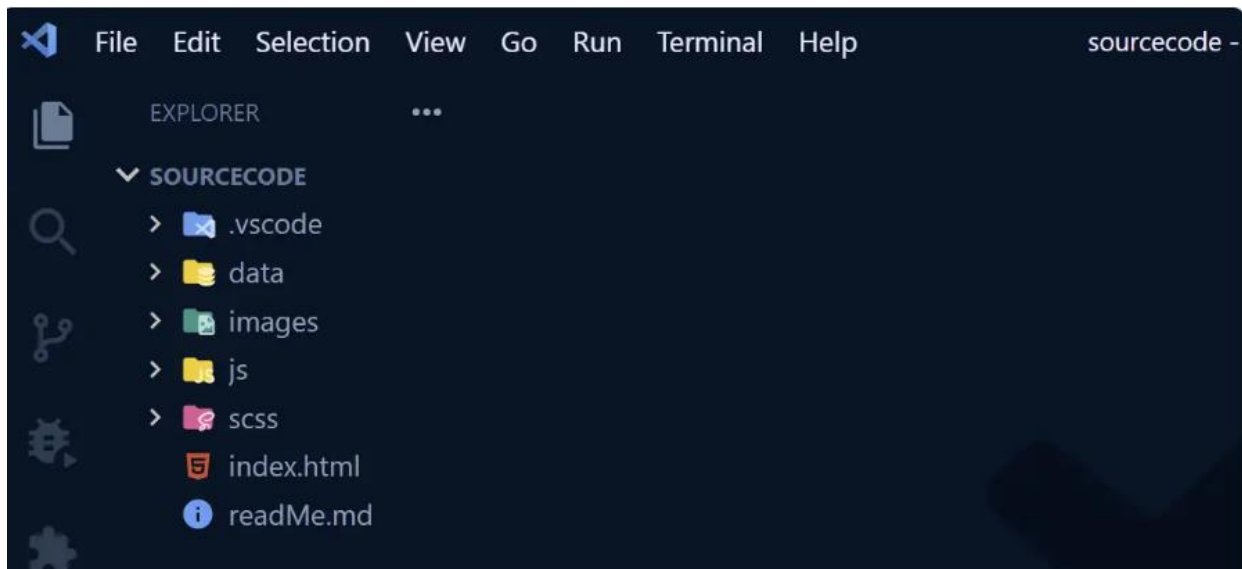 File Edit Selection View Go Run Terminal Help sourcecode -
EXPLORER
SOURCECODE
.vscode
data
images
js
scss
index.html
readMe.md